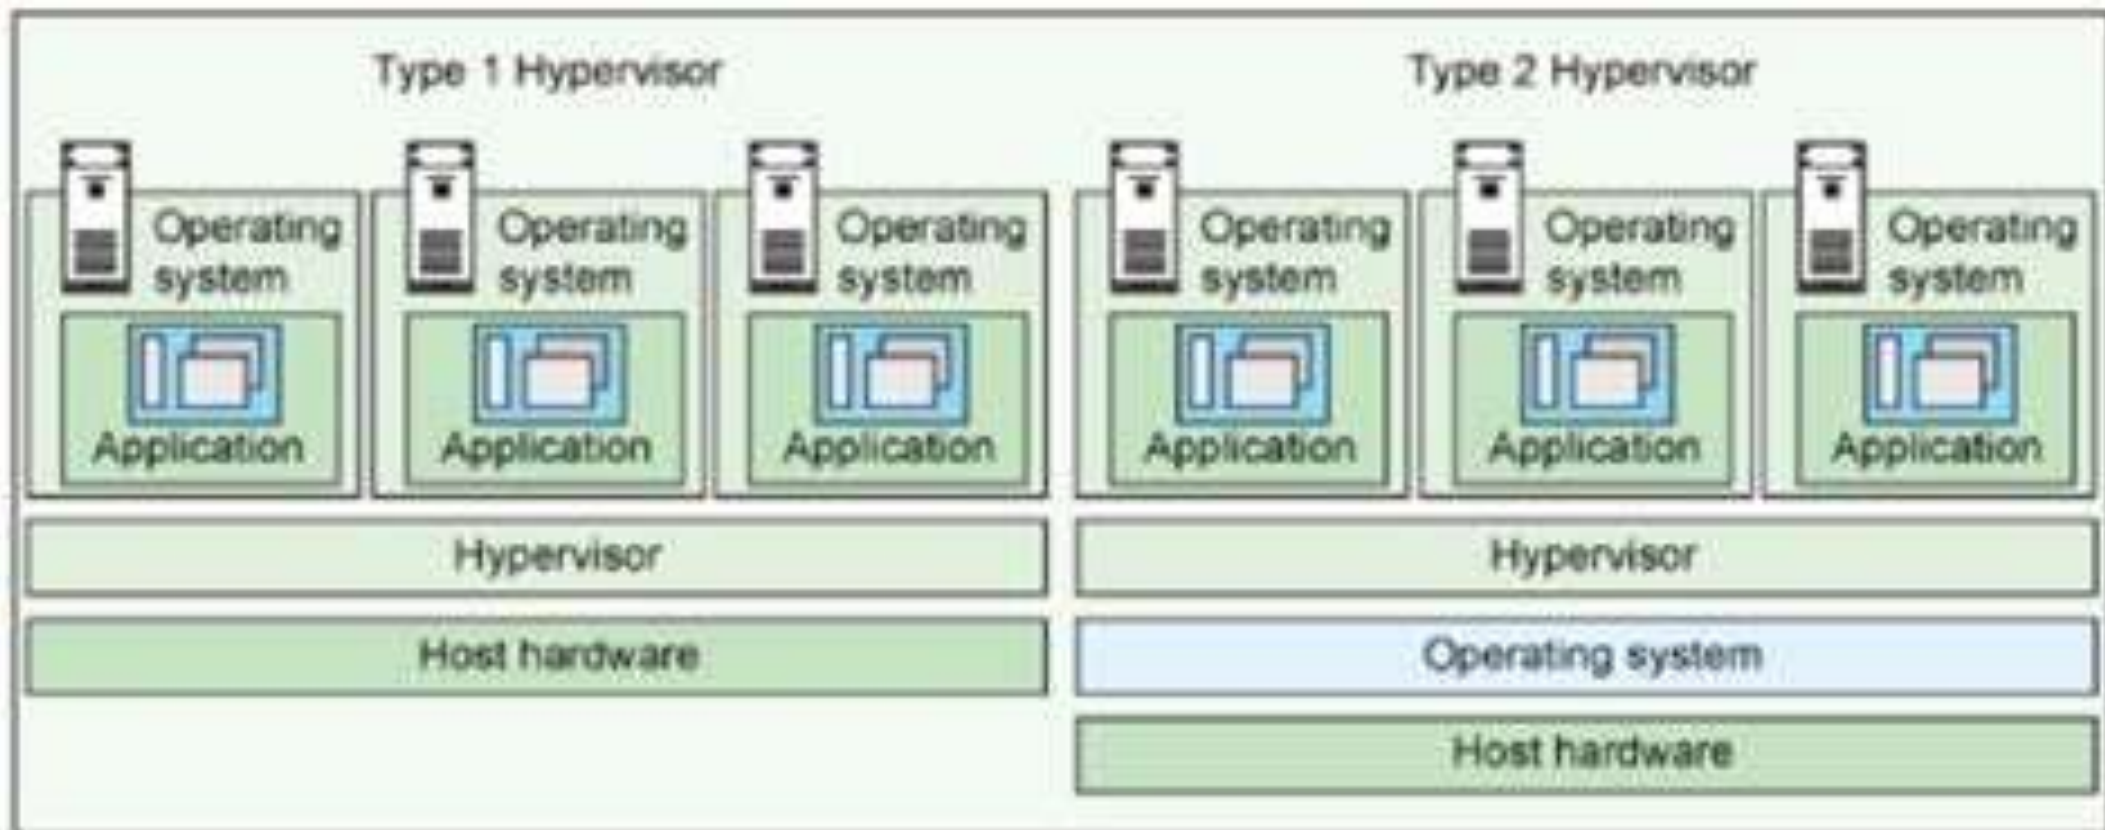 Type 1 Hypervisor
Operating
system
Application
Operating
system
Application
Operating
system
Application
Hypervisor
Host hardware
Type 2 Hypervisor
Operating
system
Application
Operating
system
Application
Operating
system
Application
Hypervisor
Operating system
Host hardware